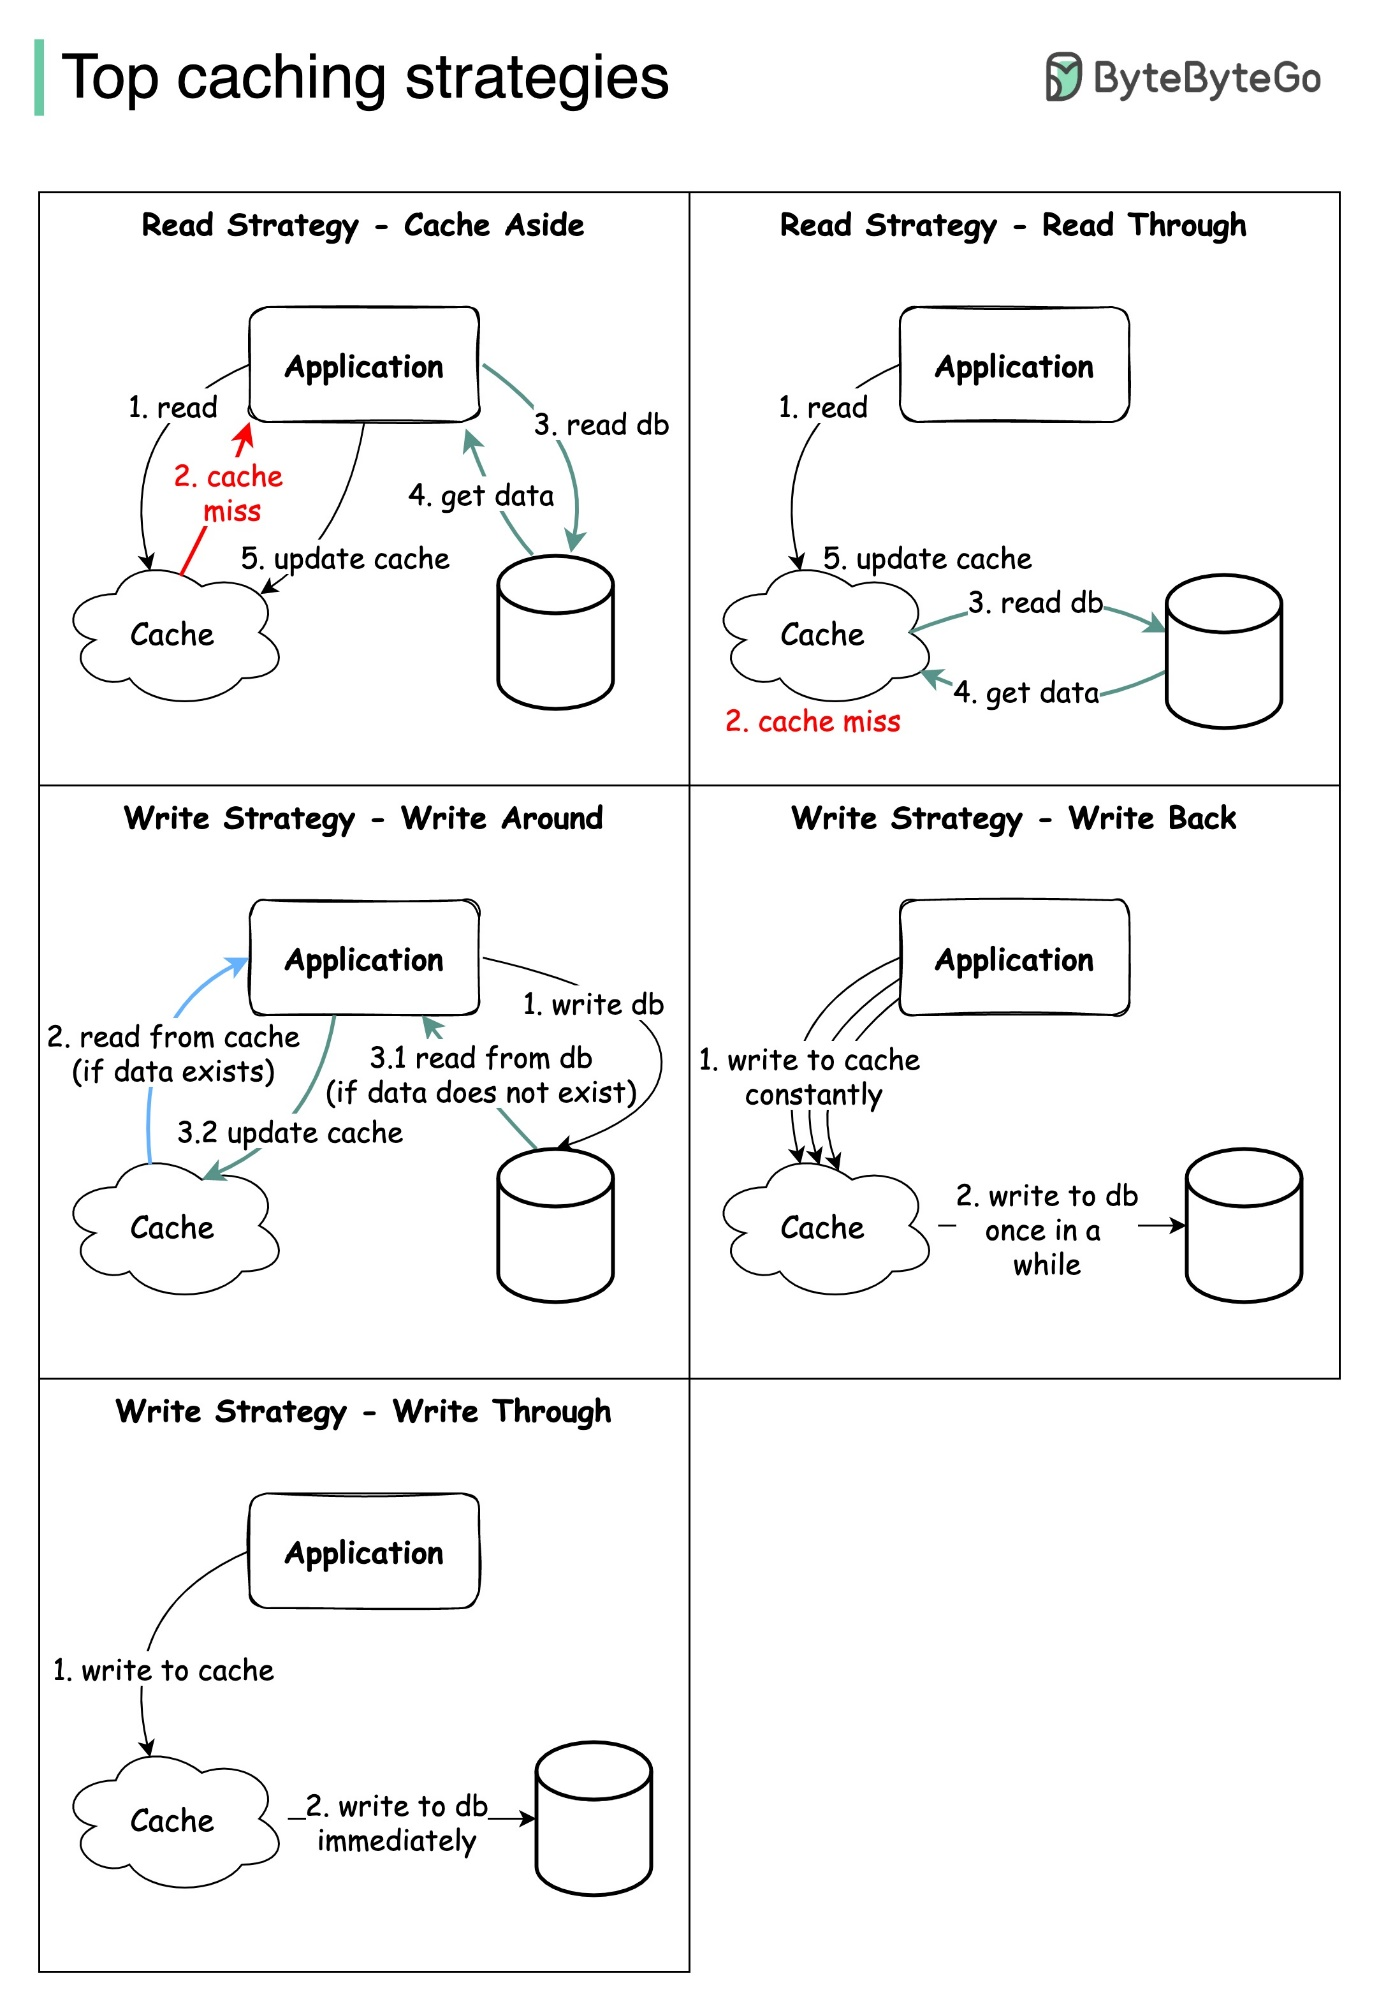 Top caching strategies
ByteByteGo
Read Strategy - Cache Aside
Application
1. read
3. read db
2. cache
miss
4. get data
5. update cache
Cache
Read Strategy - Read Through
Application
1. read
5. update cache
3. read db
Cache
4. get data
2. cache miss
Write Strategy - Write Around
Application
1. write db
2. read from cache
(if data exists)
3.1 read from db
(if data does not exist)
3.2 update cache
Cache
Write Strategy - Write Back
Application
1. write to cache
constantly
2. write to db
once in a
while
Cache
Write Strategy - Write Through
Application
1. write to cache
2. write to db
immediately
Cache